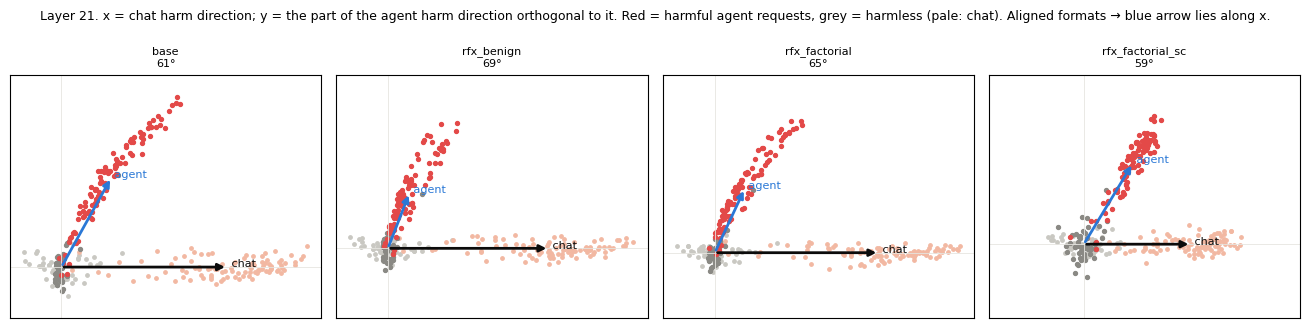 Layer 21. x = chat harm direction; y = the part of the agent harm direction orthogonal to it. Red = harmful agent requests, grey = harmless (pale: chat). Aligned formats → blue arrow lies along x.
base
61°
agent
chat
rfx_benign
69°
agent
chat
rfx_factorial
65°
agent
chat
rfx_factorial_sc
59°
agent
chat